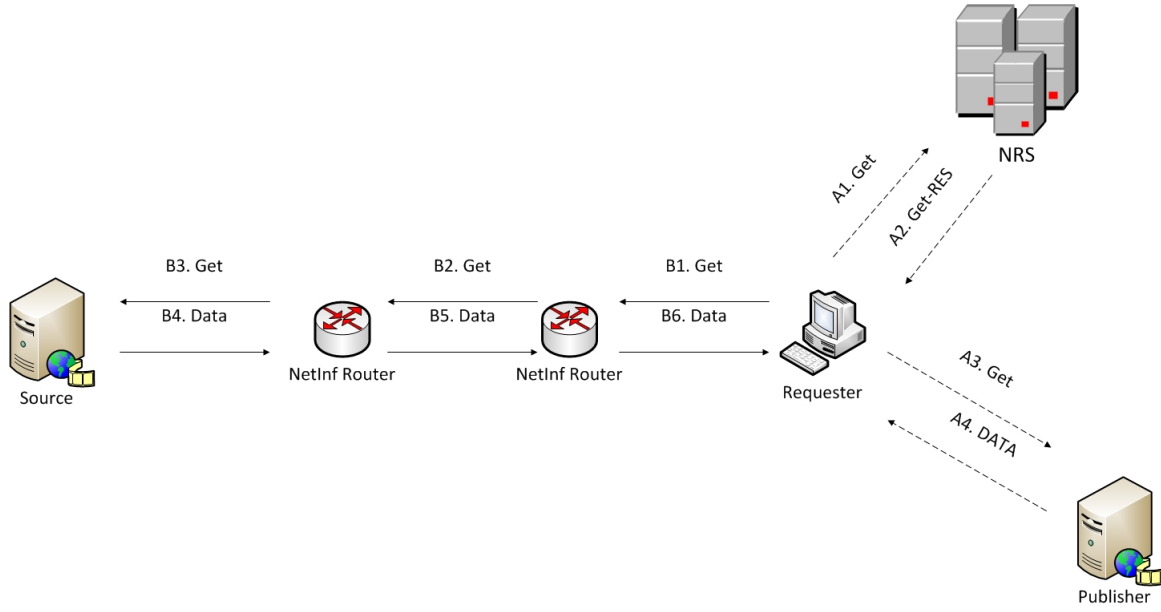 NRS
A1. Get
A2. Get-RES
B3. Get
B2. Get
B1. Get
B4. Data
B5. Data
B6. Data
NetInf Router
NetInf Router
Source
Requester
A3. Get
A4. DATA
Publisher